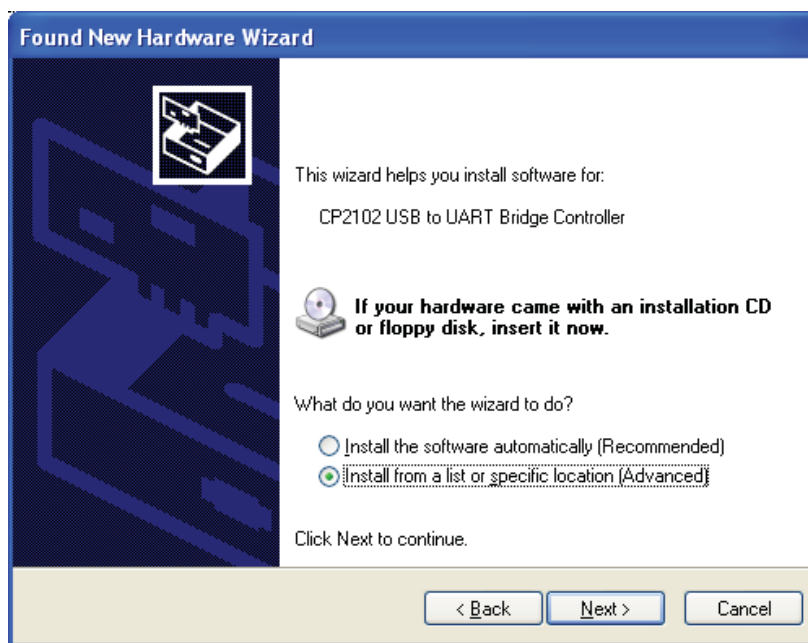 Found New Hardware Wizard
This wizard helps you install software for:
CP2102 USB to UART Bridge Controller
If your hardware came with an installation CD
or floppy disk, insert it now.
What do you want the wizard to do?
Install the software automatically (Recommended)
Install from a list or specific location (Advanced)
Click Next to continue.
< Back Next > Cancel